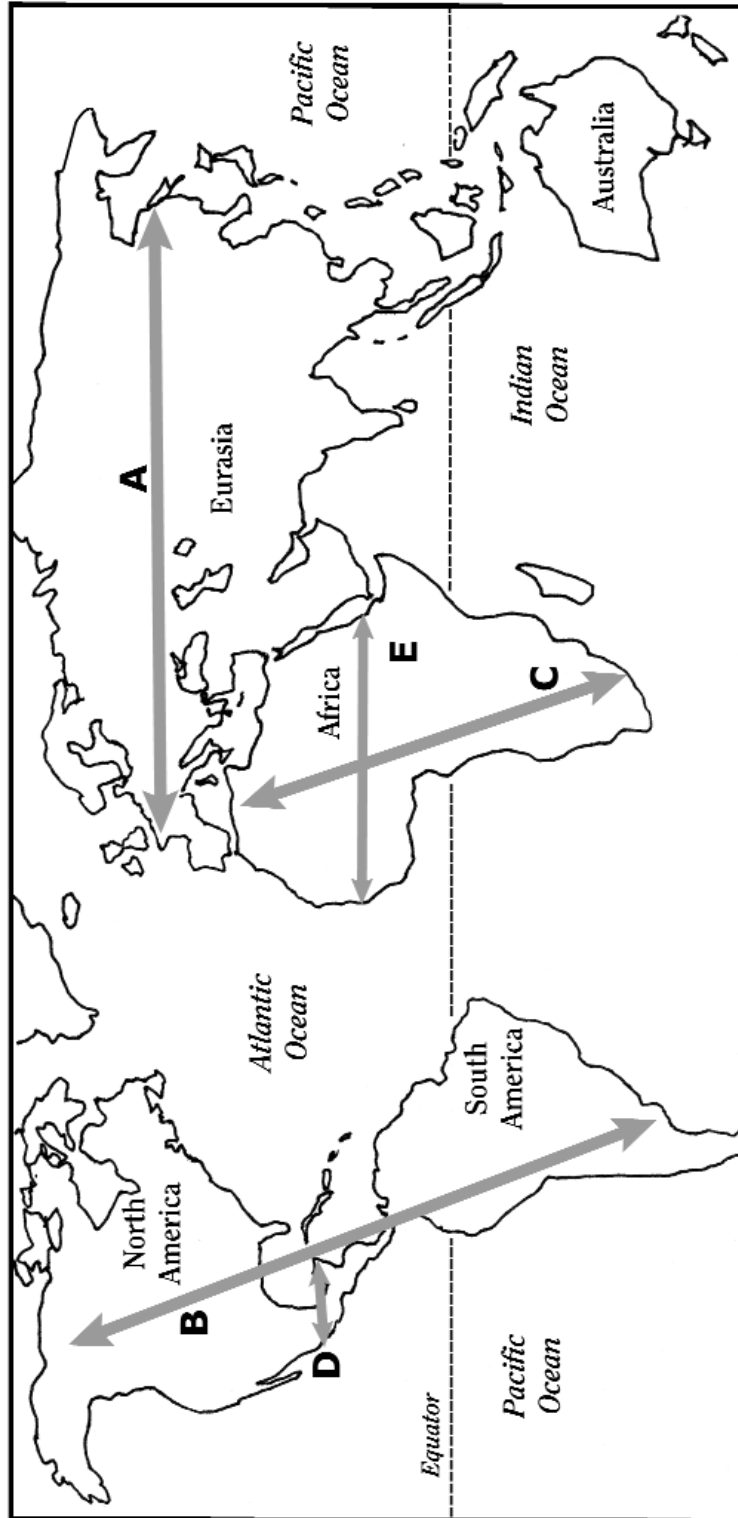 A
Pacific
Ocean
North
America
Eurasia
B
Atlantic
Ocean
Africa
D
E
Equator
South
America
C
Pacific
Ocean
Indian
Ocean
Australia